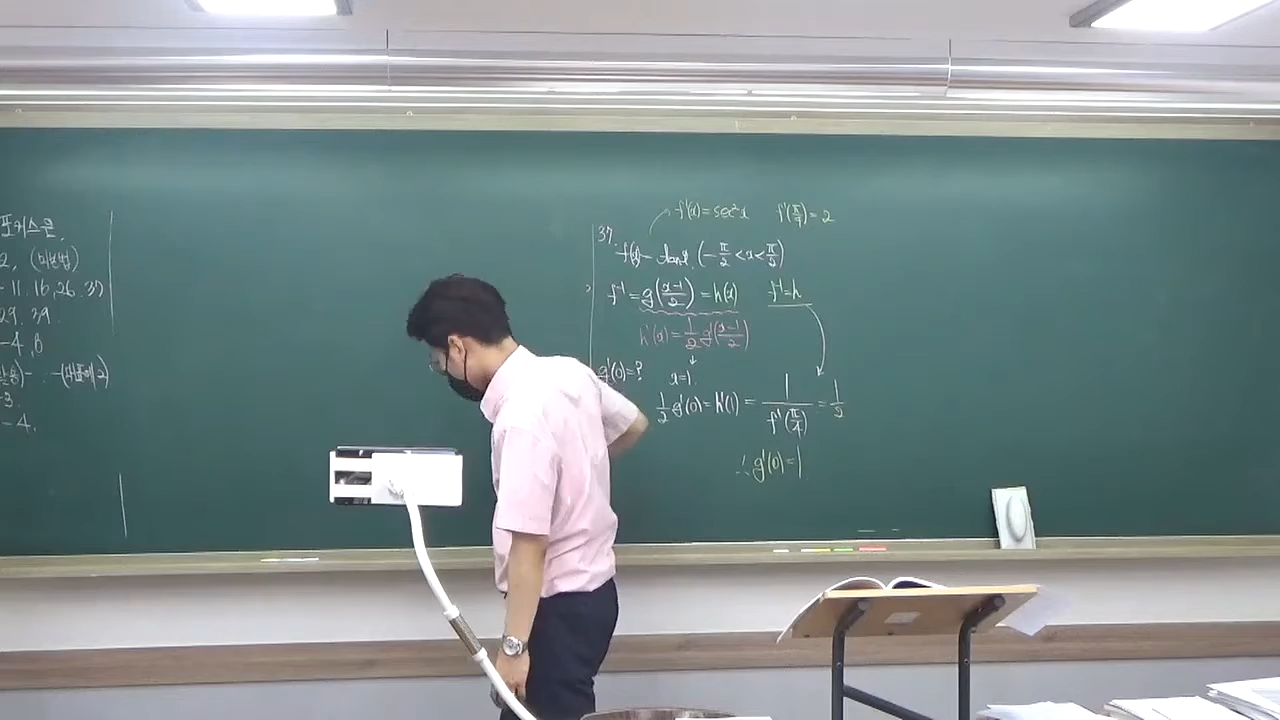 포커스온.
2, (미분법)
-11. 16, 26. 37
29. 39.
-4, 8
-3.
-4.
f'(x)=sec²x f'(π/4)=2
37. f(x)=tanx (-π/2<x<π/2)
f⁻¹=g((x-1)/2)=h(x) f⁻¹=h
h'(x)=1/2 g'((x-1)/2)
g'(0)=? x=1.
1/2 g'(0)=h'(1)=1/f'(π/4)=1/2
∴ g'(0)=1